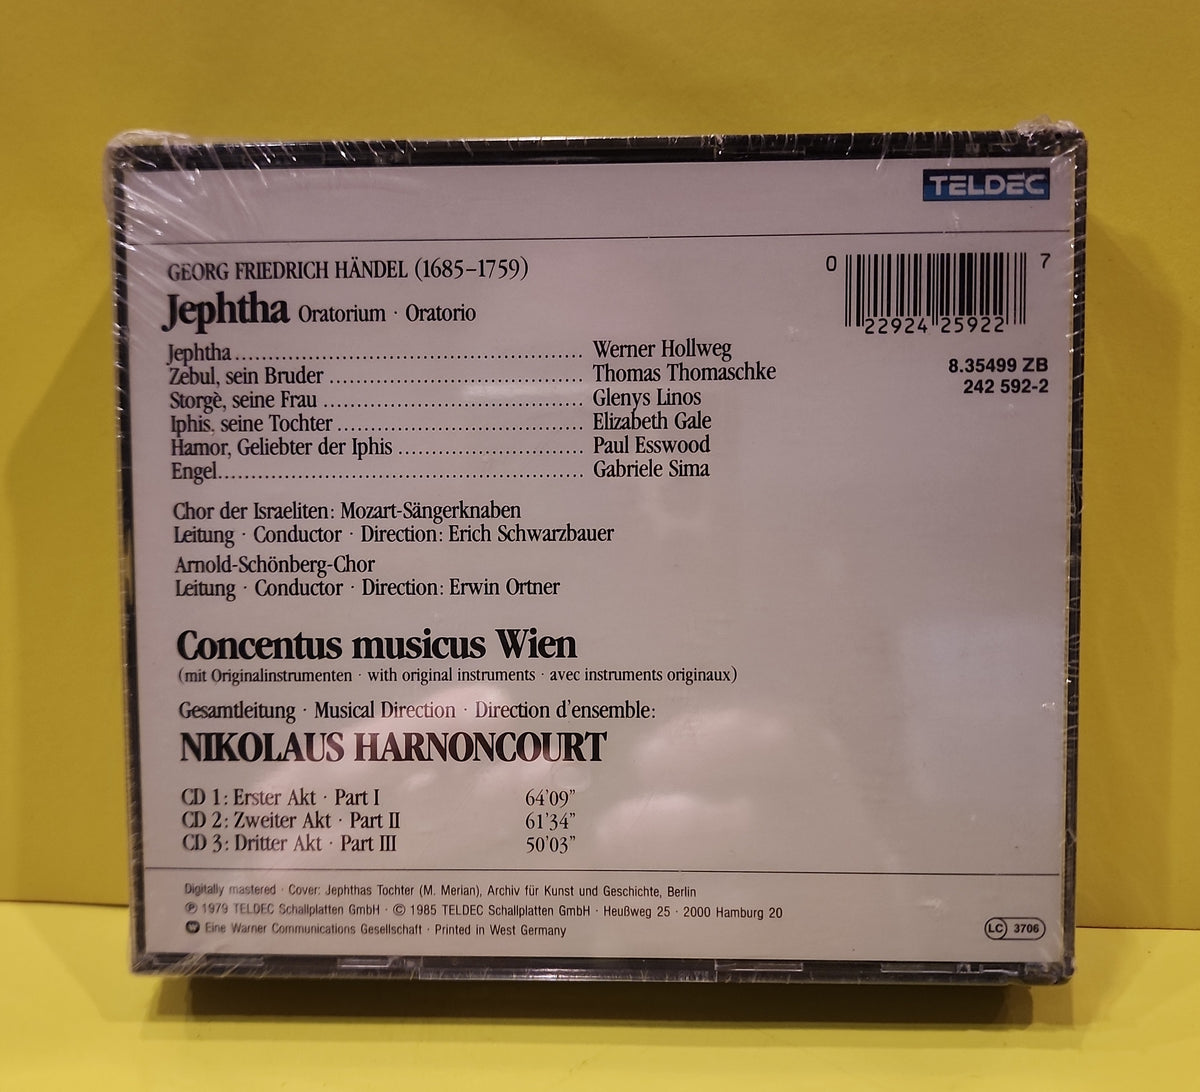 TELDEC
GEORG FRIEDRICH HÄNDEL (1685–1759)
Jephtha Oratorium · Oratorio
0 22924 25922 7
8.35499 ZB
242 592-2
Jephtha ........................................ Werner Hollweg
Zebul, sein Bruder ........................................ Thomas Thomaschke
Storgè, seine Frau ........................................ Glenys Linos
Iphis, seine Tochter ........................................ Elizabeth Gale
Hamor, Geliebter der Iphis ........................................ Paul Esswood
Engel ........................................ Gabriele Sima
Chor der Israeliten: Mozart-Sängerknaben
Leitung · Conductor · Direction: Erich Schwarzbauer
Arnold-Schönberg-Chor
Leitung · Conductor · Direction: Erwin Ortner
Concentus musicus Wien
(mit Originalinstrumenten · with original instruments · avec instruments originaux)
Gesamtleitung · Musical Direction · Direction d'ensemble:
NIKOLAUS HARNONCOURT
CD 1: Erster Akt · Part I 64'09"
CD 2: Zweiter Akt · Part II 61'34"
CD 3: Dritter Akt · Part III 50'03"
Digitally mastered · Cover: Jephthas Tochter (M. Merian), Archiv für Kunst und Geschichte, Berlin
℗ 1979 TELDEC Schallplatten GmbH · © 1985 TELDEC Schallplatten GmbH · Heußweg 25 · 2000 Hamburg 20
Eine Warner Communications Gesellschaft · Printed in West Germany
LC 3706